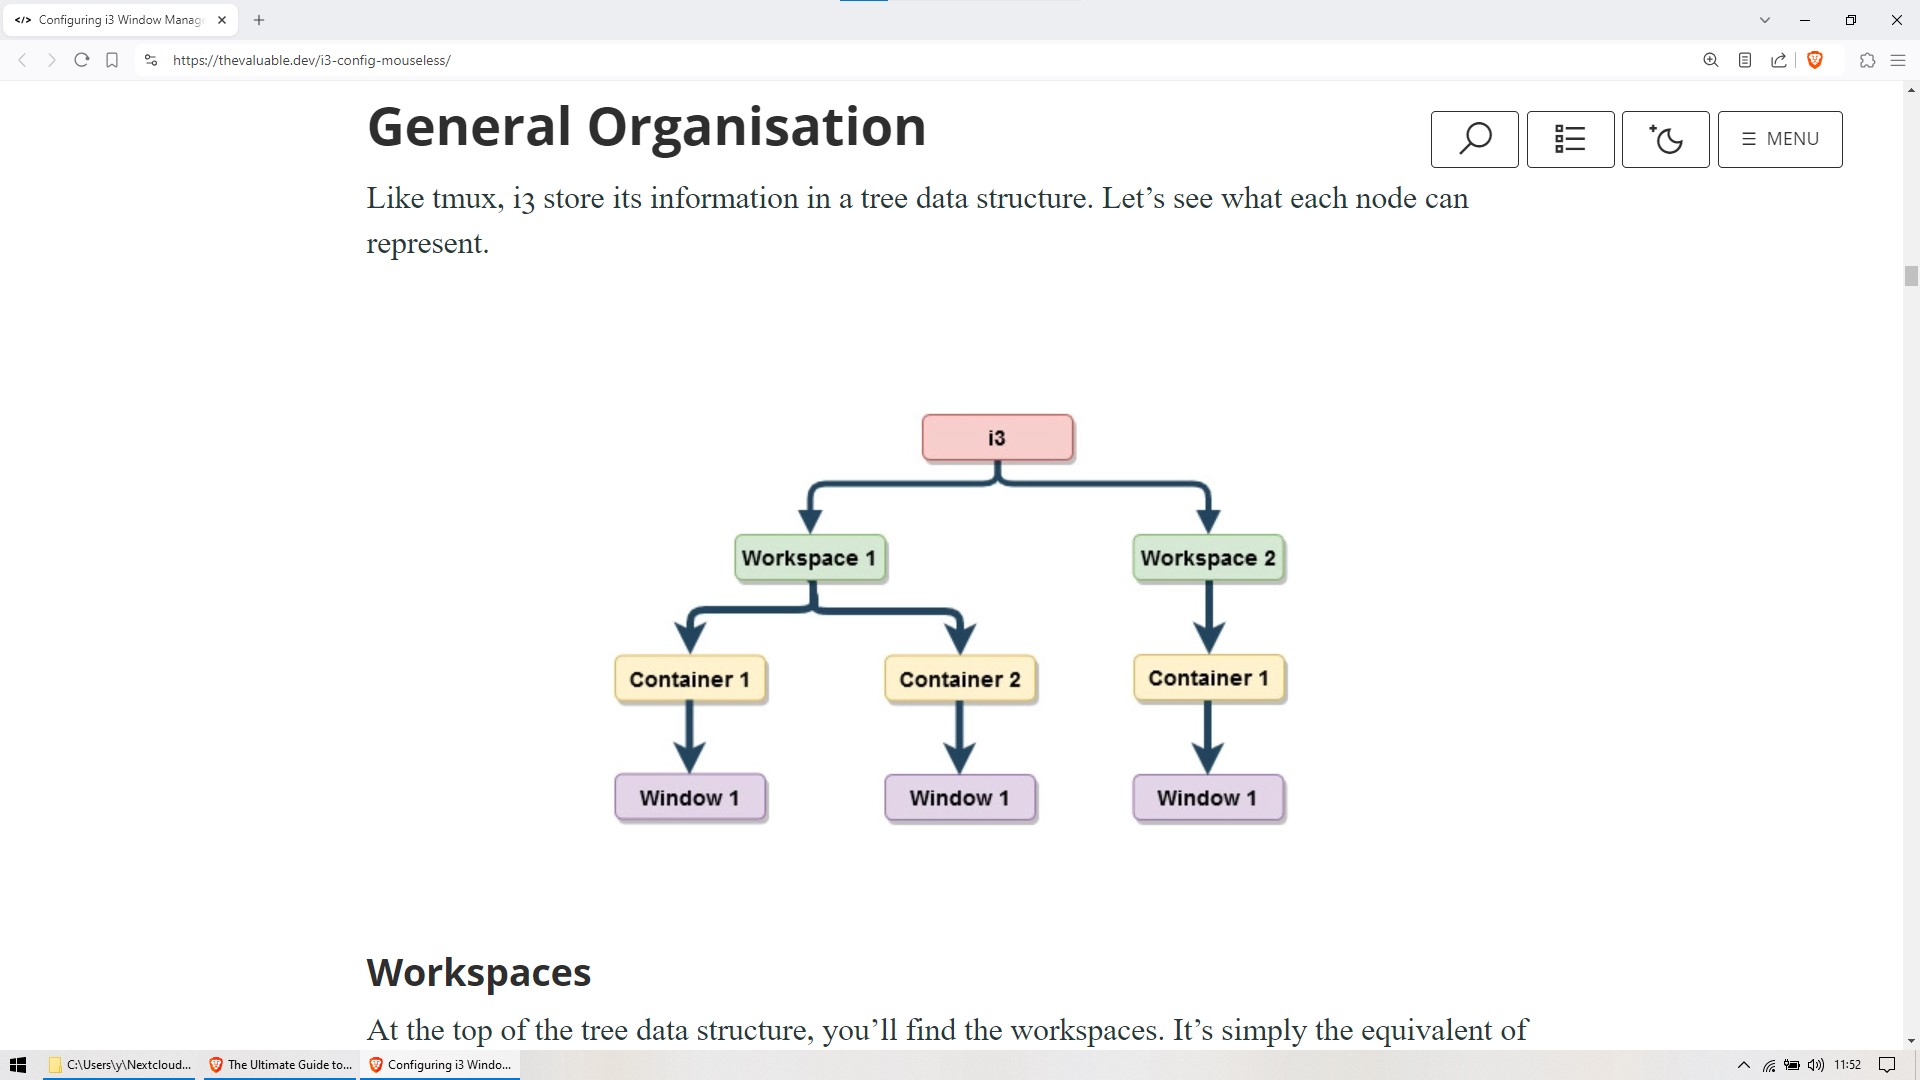 Configuring i3 Window Manag
https://thevaluable.dev/i3-config-mouseless/
General Organisation
MENU
Like tmux, i3 store its information in a tree data structure. Let’s see what each node can
represent.
i3
Workspace 1
Workspace 2
Container 1
Container 2
Container 1
Window 1
Window 1
Window 1
Workspaces
At the top of the tree data structure, you’ll find the workspaces. It’s simply the equivalent of
C:\Users\y\Nextcloud...
The Ultimate Guide to...
Configuring i3 Windo...
11:52